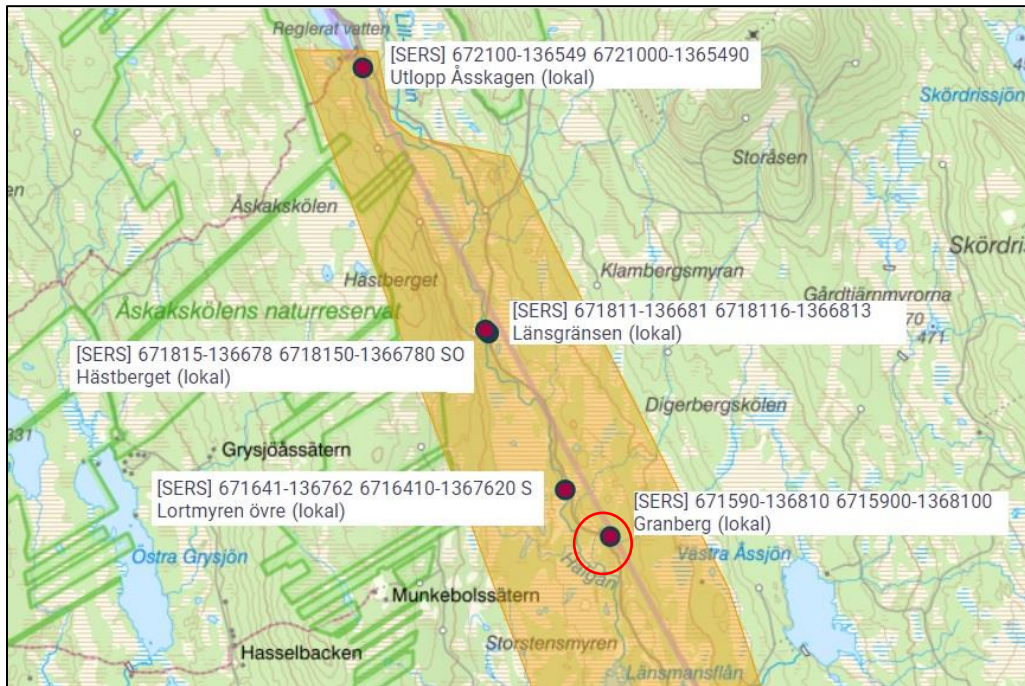 Reglerat vatten
[SERS] 672100-136549 6721000-1365490
Utlopp Åsskagen (lokal)
Skördrissjön
Storåsen
Åskakskölen
Skördris
Klambergsmyran
Hästberget
Gårdtjärnmyrorna
Åskakskölens naturreservat
[SERS] 671811-136681 6718116-1366813
Länsgränsen (lokal)
70
471
[SERS] 671815-136678 6718150-1366780 SO
Hästberget (lokal)
Digerbergskölen
331
Grysjöåssätern
[SERS] 671641-136762 6716410-1367620 S
Lortmyren övre (lokal)
[SERS] 671590-136810 6715900-1368100
Granberg (lokal)
Östra Grysjön
Västra Åssjön
Munkebolssätern
Storstensmyren
Hasselbacken
Länsmansflån